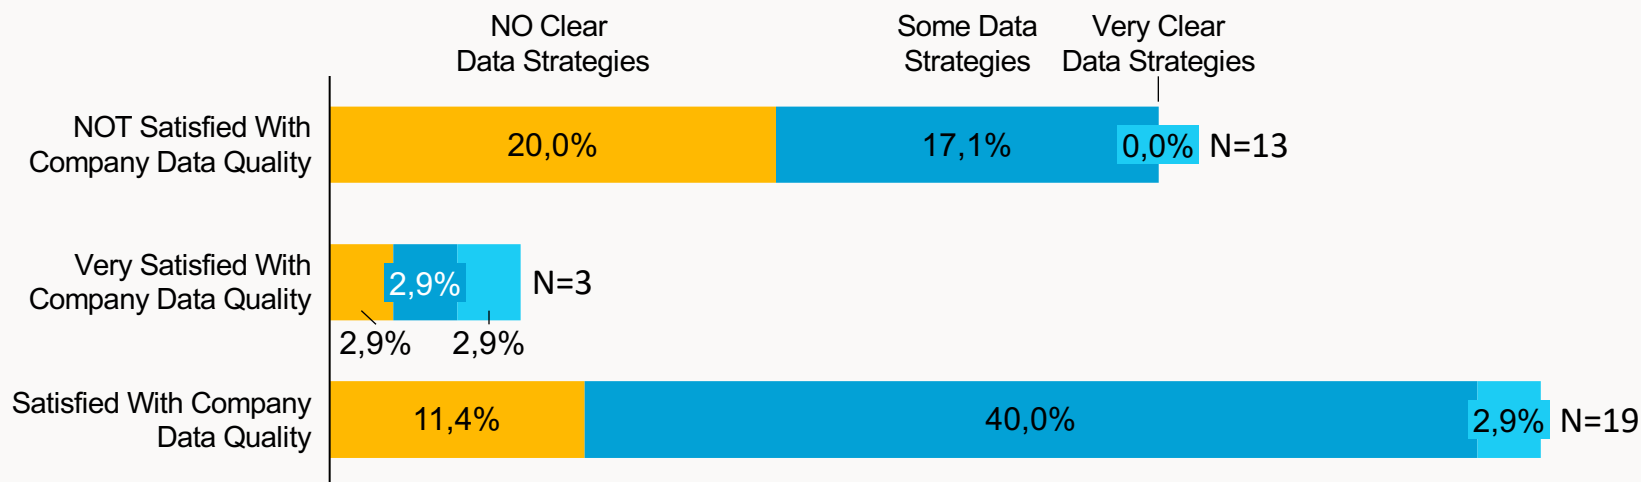 NO Clear
Data Strategies
Some Data
Strategies
Very Clear
Data Strategies
NOT Satisfied With
Company Data Quality
20,0%
17,1%
0,0%
N=13
Very Satisfied With
Company Data Quality
2,9%
N=3
2,9%
2,9%
Satisfied With Company
Data Quality
11,4%
40,0%
2,9%
N=19